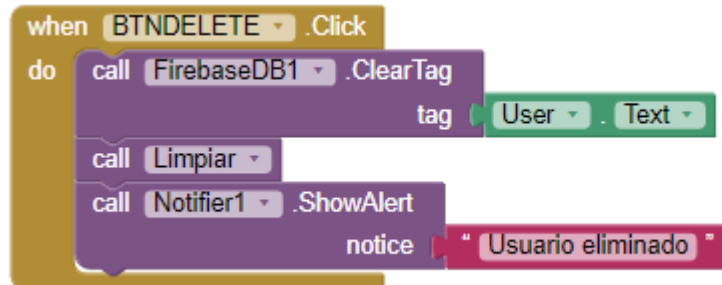 when BTNDELETE .Click
do call FirebaseDB1 .ClearTag
tag User . Text
call Limpiar
call Notifier1 .ShowAlert
notice “ Usuario eliminado ”